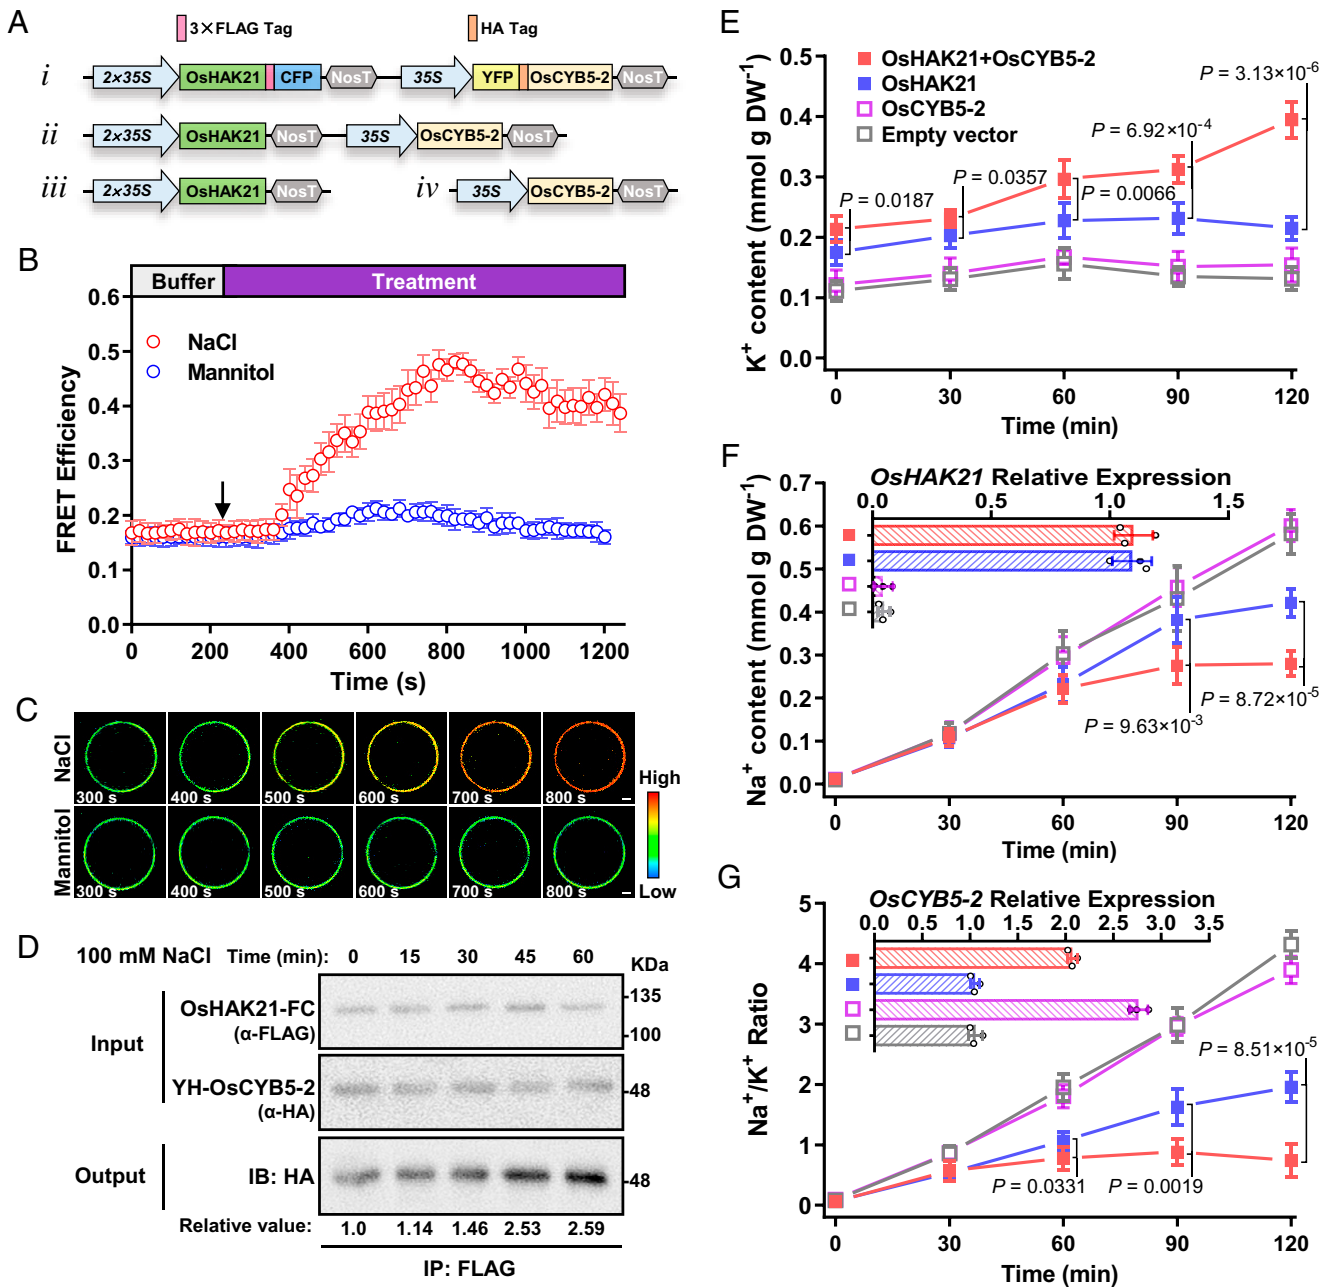 A
3×FLAG Tag
HA Tag
i
2×35S
OsHAK21
CFP
NosT
35S
YFP
OsCYB5-2
NosT
ii
2×35S
OsHAK21
NosT
35S
OsCYB5-2
NosT
iii
2×35S
OsHAK21
NosT
iv
35S
OsCYB5-2
NosT
B
Buffer
Treatment
NaCl
Mannitol
FRET Efficiency
0.6
0.5
0.4
0.3
0.2
0.1
0.0
0 200 400 600 800 1000 1200
Time (s)
C
NaCl
300 s 400 s 500 s 600 s 700 s 800 s
Mannitol
300 s 400 s 500 s 600 s 700 s 800 s
High
Low
D
100 mM NaCl Time (min): 0 15 30 45 60 KDa
Input
OsHAK21-FC
(α-FLAG)
135
100
YH-OsCYB5-2
(α-HA)
48
Output
IB: HA
48
Relative value: 1.0 1.14 1.46 2.53 2.59
IP: FLAG
E
OsHAK21+OsCYB5-2
OsHAK21
OsCYB5-2
Empty vector
K⁺ content (mmol g DW⁻¹)
0.5
0.4
0.3
0.2
0.1
0.0
P = 0.0187
P = 0.0357
P = 0.0066
P = 6.92×10⁻⁴
P = 3.13×10⁻⁶
0 30 60 90 120
Time (min)
F
OsHAK21 Relative Expression
0.0 0.5 1.0 1.5
Na⁺ content (mmol g DW⁻¹)
0.7
0.6
0.5
0.4
0.3
0.2
0.1
0.0
P = 9.63×10⁻³
P = 8.72×10⁻⁵
0 30 60 90 120
Time (min)
G
OsCYB5-2 Relative Expression
0.0 0.5 1.0 1.5 2.0 2.5 3.0 3.5
Na⁺/K⁺ Ratio
5
4
3
2
1
0
P = 0.0331
P = 0.0019
P = 8.51×10⁻⁵
0 30 60 90 120
Time (min)